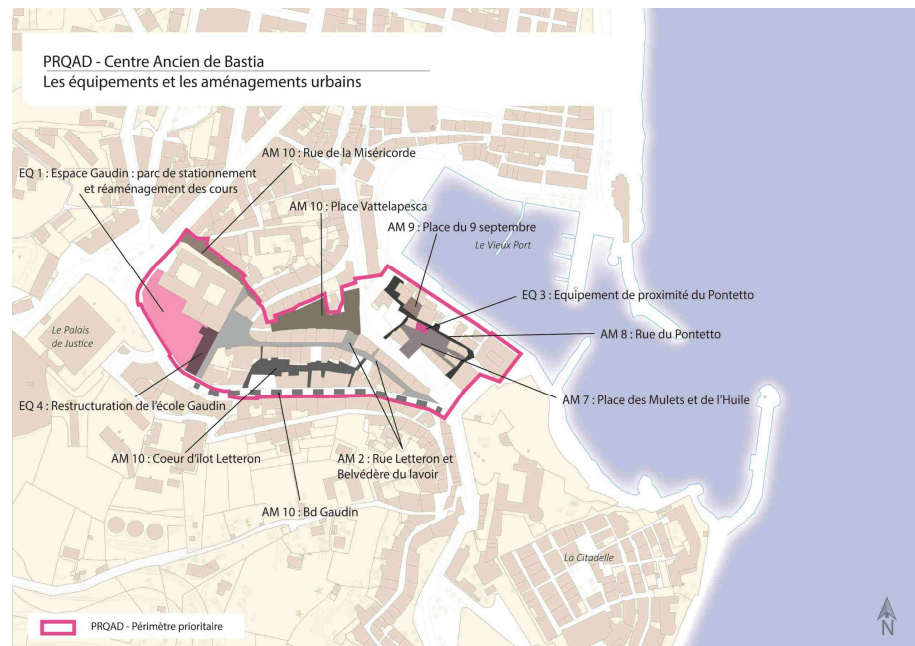 PRQAD - Centre Ancien de Bastia
Les équipements et les aménagements urbains
AM 10 : Rue de la Miséricorde
EQ 1 : Espace Gaudin : parc de stationnement
et réaménagement des cours
AM 10 : Place Vattelapesca
AM 9 : Place du 9 septembre
Le Vieux Port
EQ 3 : Equipement de proximité du Pontetto
AM 8 : Rue du Pontetto
Le Palais
de Justice
AM 7 : Place des Mulets et de l'Huile
EQ 4 : Restructuration de l'école Gaudin
AM 10 : Coeur d'îlot Letteron
AM 2 : Rue Letteron et
Belvédère du lavoir
AM 10 : Bd Gaudin
La Citadelle
PRQAD - Périmètre prioritaire
N